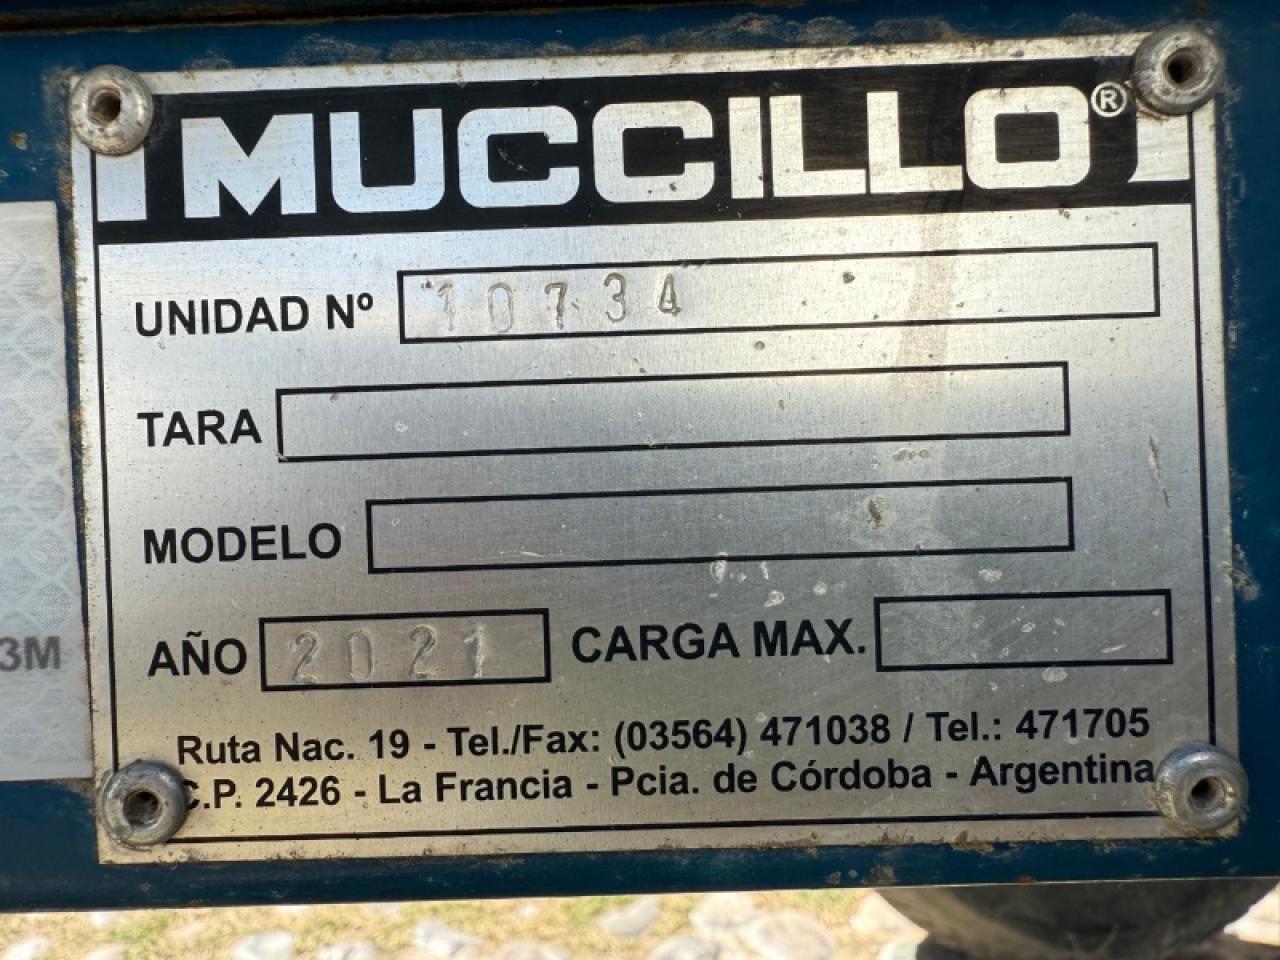 MUCCILLO®
UNIDAD Nº 10734
TARA
MODELO
AÑO 2021 CARGA MAX.
3M
Ruta Nac. 19 - Tel./Fax: (03564) 471038 / Tel.: 471705
C.P. 2426 - La Francia - Pcia. de Córdoba - Argentina